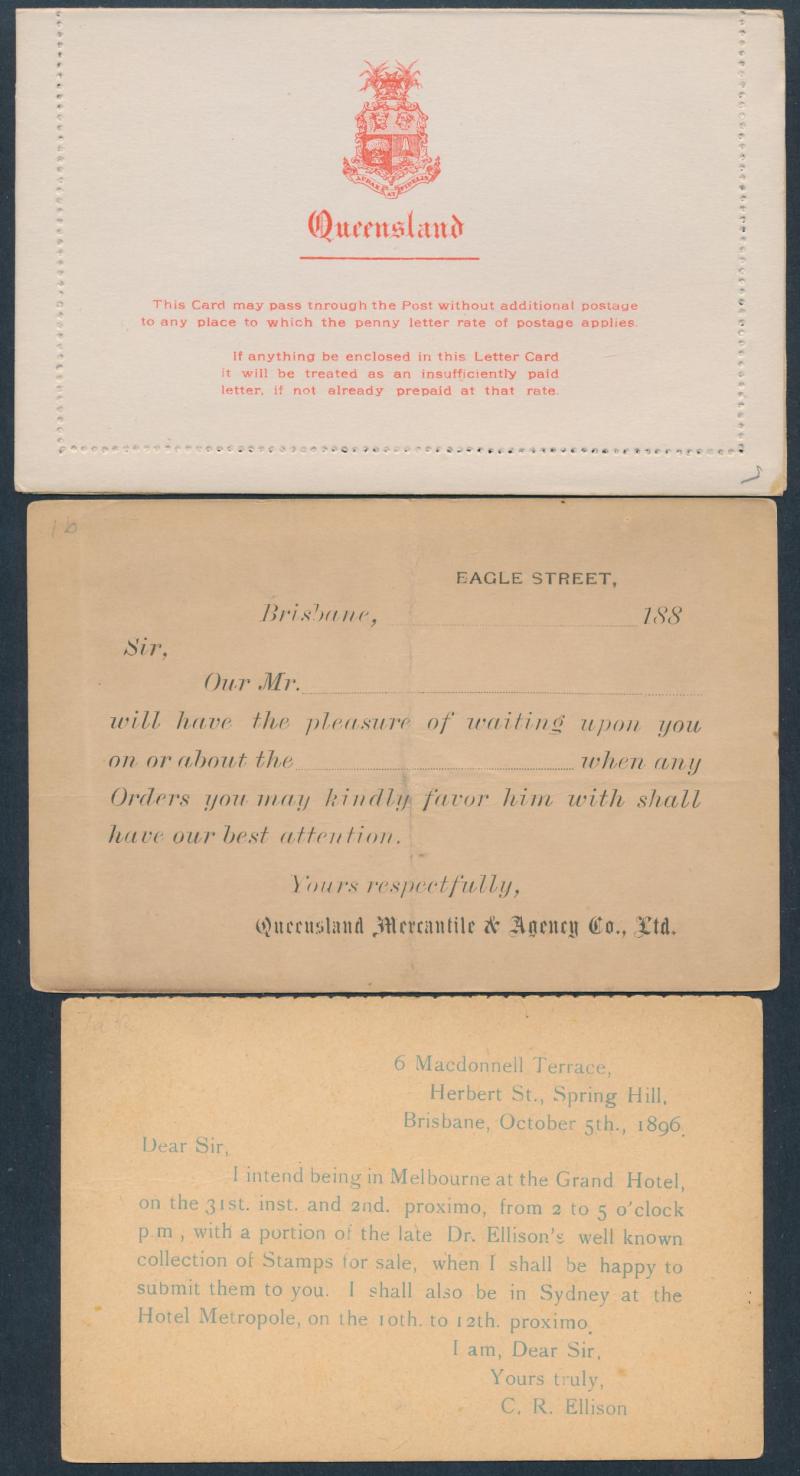 AUDAX AT FIDELIS
Queensland
This Card may pass tnrough the Post without additional postage
to any place to which the penny letter rate of postage applies.
If anything be enclosed in this Letter Card
it will be treated as an insufficiently paid
letter, if not already prepaid at that rate.
1b
EAGLE STREET,
Brisbane, 188
Sir,
Our Mr.
will have the pleasure of waiting upon you
on or about the when any
Orders you may kindly favor him with shall
have our best attention.
Yours respectfully,
Queensland Mercantile & Agency Co., Ltd.
6 Macdonnell Terrace,
Herbert St., Spring Hill,
Brisbane, October 5th., 1896.
Dear Sir,
I intend being in Melbourne at the Grand Hotel,
on the 31st. inst. and 2nd. proximo, from 2 to 5 o'clock
p.m , with a portion of the late Dr. Ellison's well known
collection of Stamps for sale, when I shall be happy to
submit them to you. I shall also be in Sydney at the
Hotel Metropole, on the 10th. to 12th. proximo.
I am, Dear Sir,
Yours truly,
C. R. Ellison